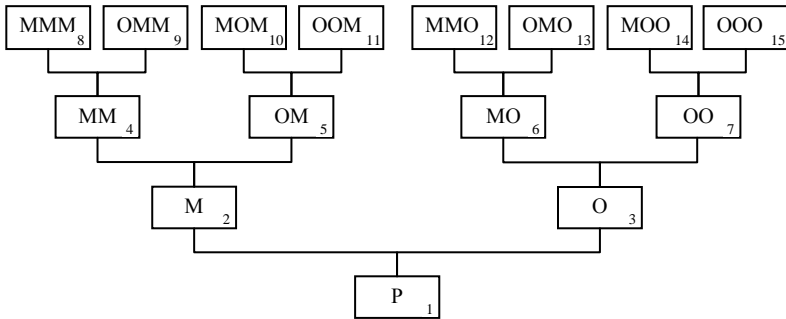 MMM 8 OMM 9 MOM 10 OOM 11 MMO 12 OMO 13 MOO 14 OOO 15
MM 4 OM 5 MO 6 OO 7
M 2 O 3
P 1